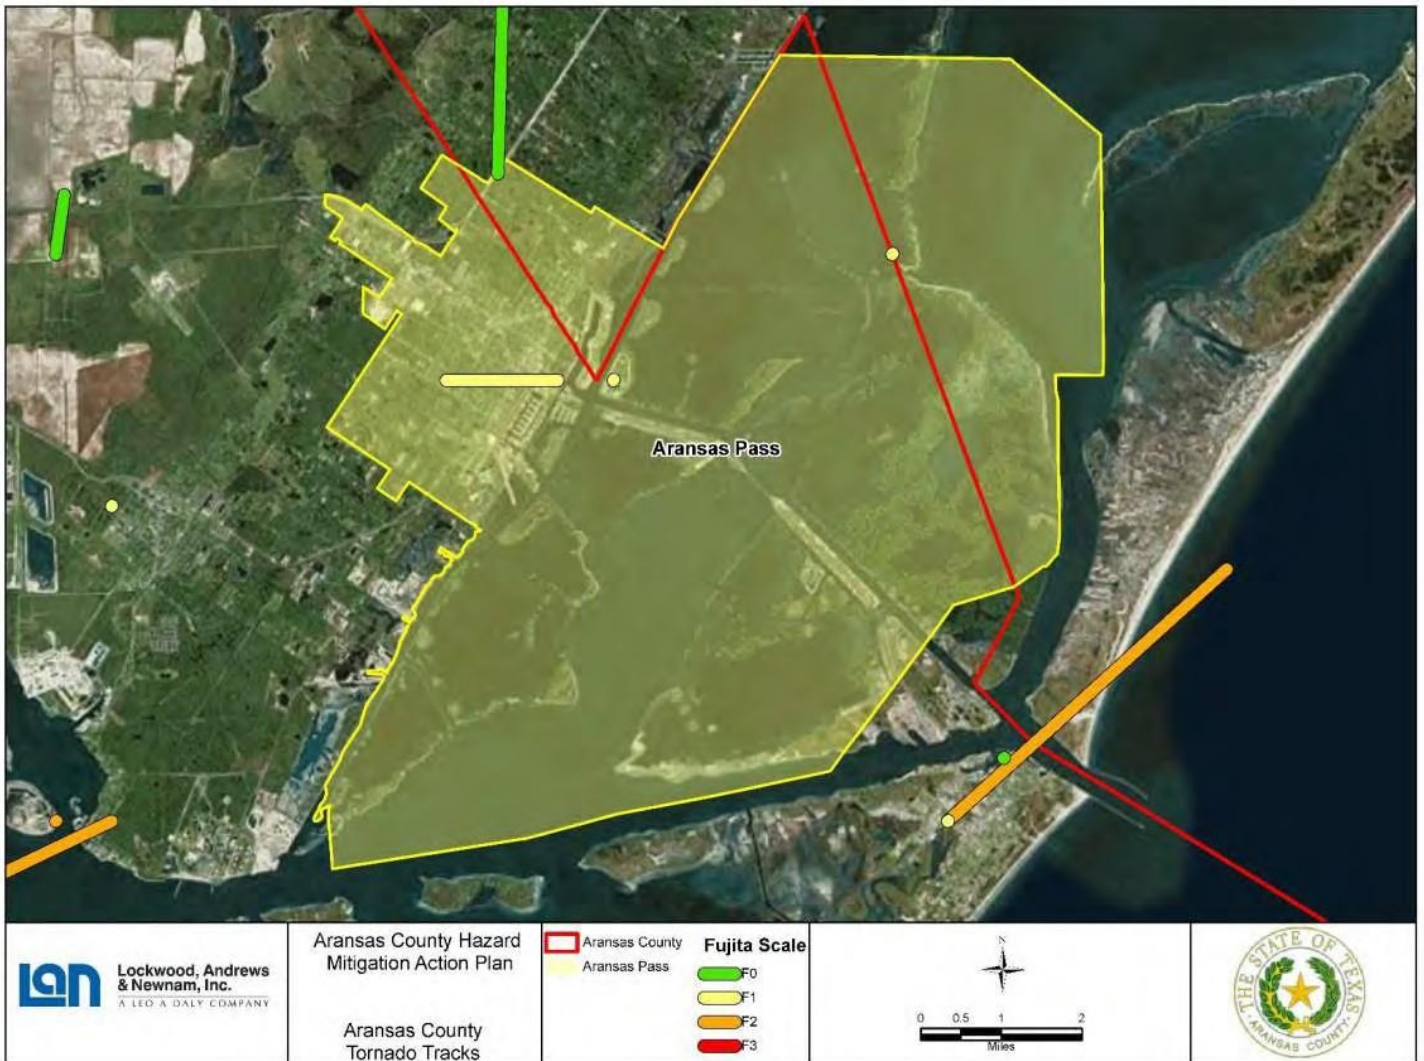 Aransas Pass
Lan
Lockwood, Andrews
& Newnam, Inc.
A LEO A DALY COMPANY
Aransas County Hazard
Mitigation Action Plan
Aransas County
Tornado Tracks
Aransas County
Aransas Pass
Fujita Scale
F0
F1
F2
F3
N
0 0.5 1 2
Miles
THE STATE OF TEXAS
ARANSAS COUNTY